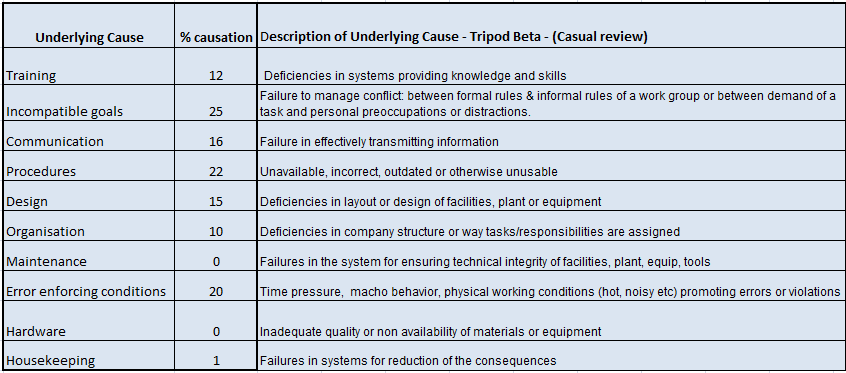 Underlying Cause % causation Description of Underlying Cause - Tripod Beta - (Casual review)
Training 12 Deficiencies in systems providing knowledge and skills
Incompatible goals 25 Failure to manage conflict: between formal rules & informal rules of a work group or between demand of a
task and personal preoccupations or distractions.
Communication 16 Failure in effectively transmitting information
Procedures 22 Unavailable, incorrect, outdated or otherwise unusable
Design 15 Deficiencies in layout or design of facilities, plant or equipment
Organisation 10 Deficiencies in company structure or way tasks/responsibilities are assigned
Maintenance 0 Failures in the system for ensuring technical integrity of facilities, plant, equip, tools
Error enforcing conditions 20 Time pressure, macho behavior, physical working conditions (hot, noisy etc) promoting errors or violations
Hardware 0 Inadequate quality or non availability of materials or equipment
Housekeeping 1 Failures in systems for reduction of the consequences